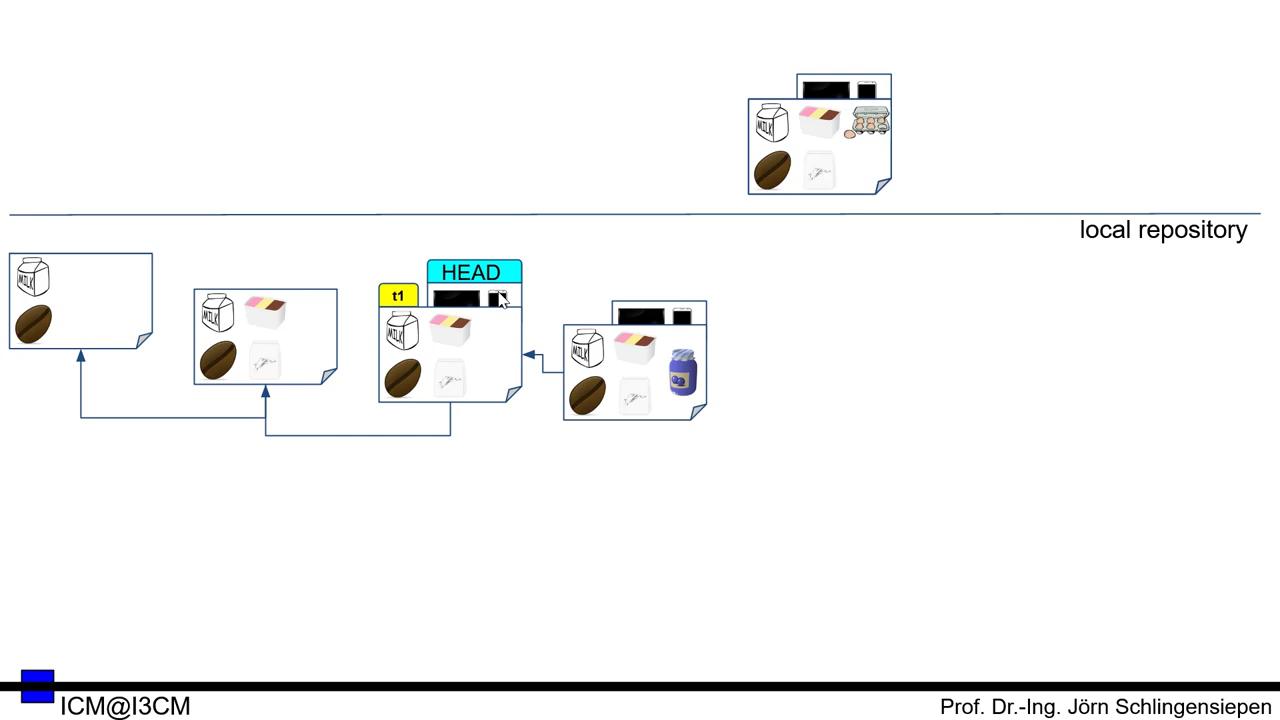 MILK
local repository
HEAD
t1
MILK
MILK
MILK
MILK
ICM@I3CM
Prof. Dr.-Ing. Jörn Schlingensiepen